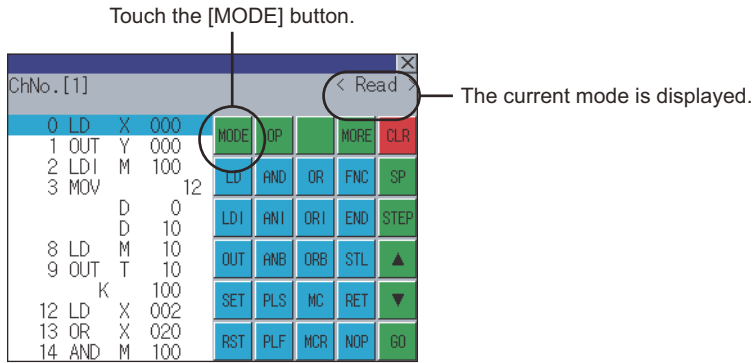 Touch the [MODE] button.
ChNo.[1]
< Read >
The current mode is displayed.
0 LD X 000
1 OUT Y 000
2 LDI M 100
3 MOV 12
D 0
D 10
8 LD M 10
9 OUT T 10
K 100
12 LD X 002
13 OR X 020
14 AND M 100
MODE OP MORE CLR
LD AND OR FNC SP
LDI ANI ORI END STEP
OUT ANB ORB STL ▲
SET PLS MC RET ▼
RST PLF MCR NOP GO